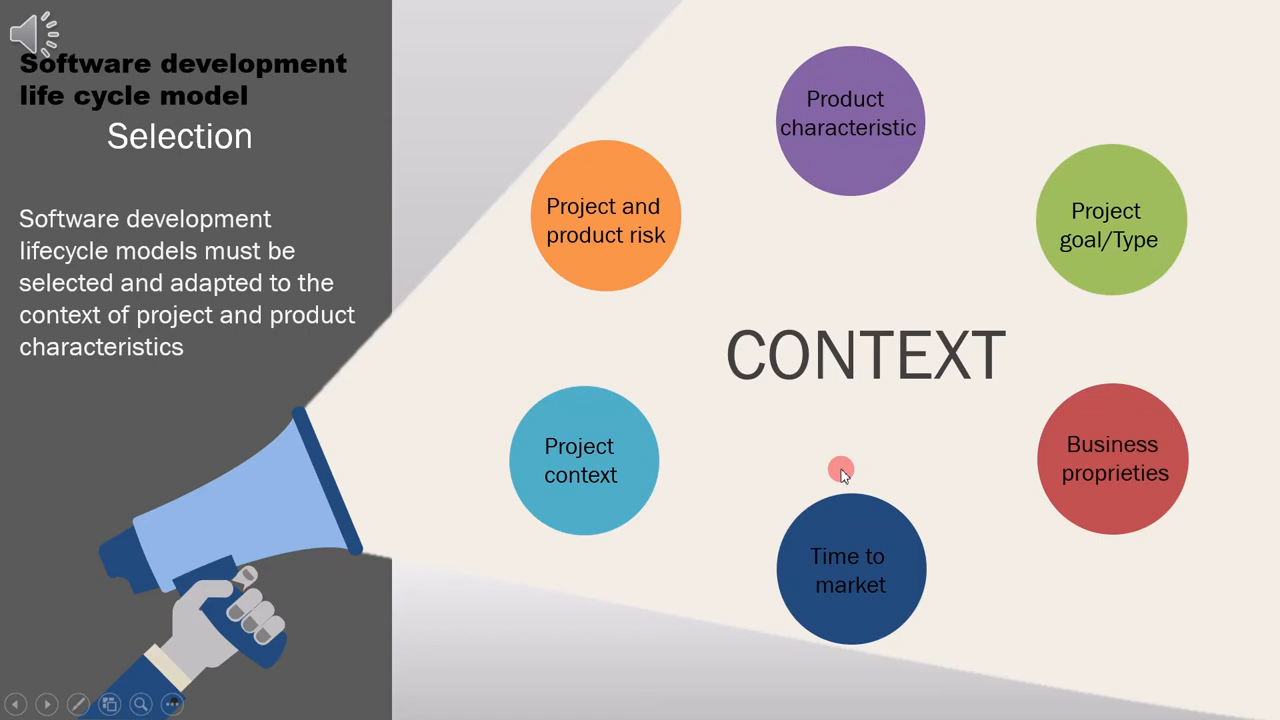 Software development
life cycle model
Selection
Software development
lifecycle models must be
selected and adapted to the
context of project and product
characteristics
Product
characteristic
Project and
product risk
Project
goal/Type
CONTEXT
Project
context
Business
proprieties
Time to
market